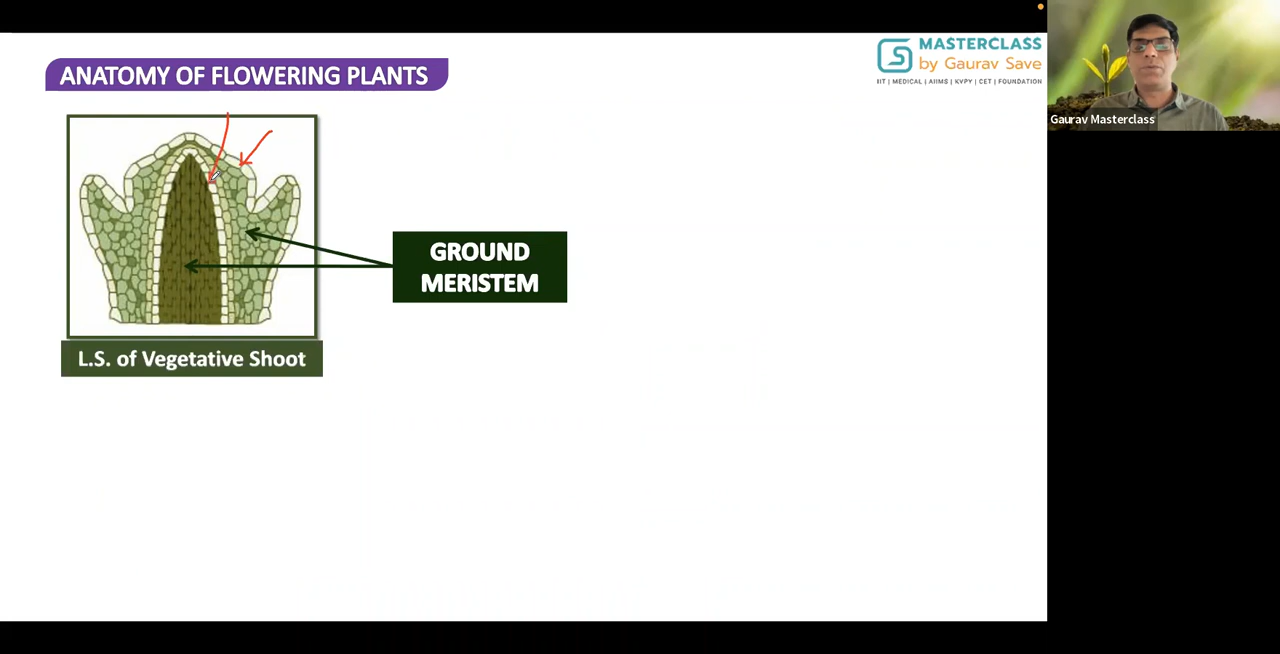 ANATOMY OF FLOWERING PLANTS
MASTERCLASS
by Gaurav Save
IIT | MEDICAL | AIIMS | KVPY | CET | FOUNDATION
Gaurav Masterclass
GROUND
MERISTEM
L.S. of Vegetative Shoot